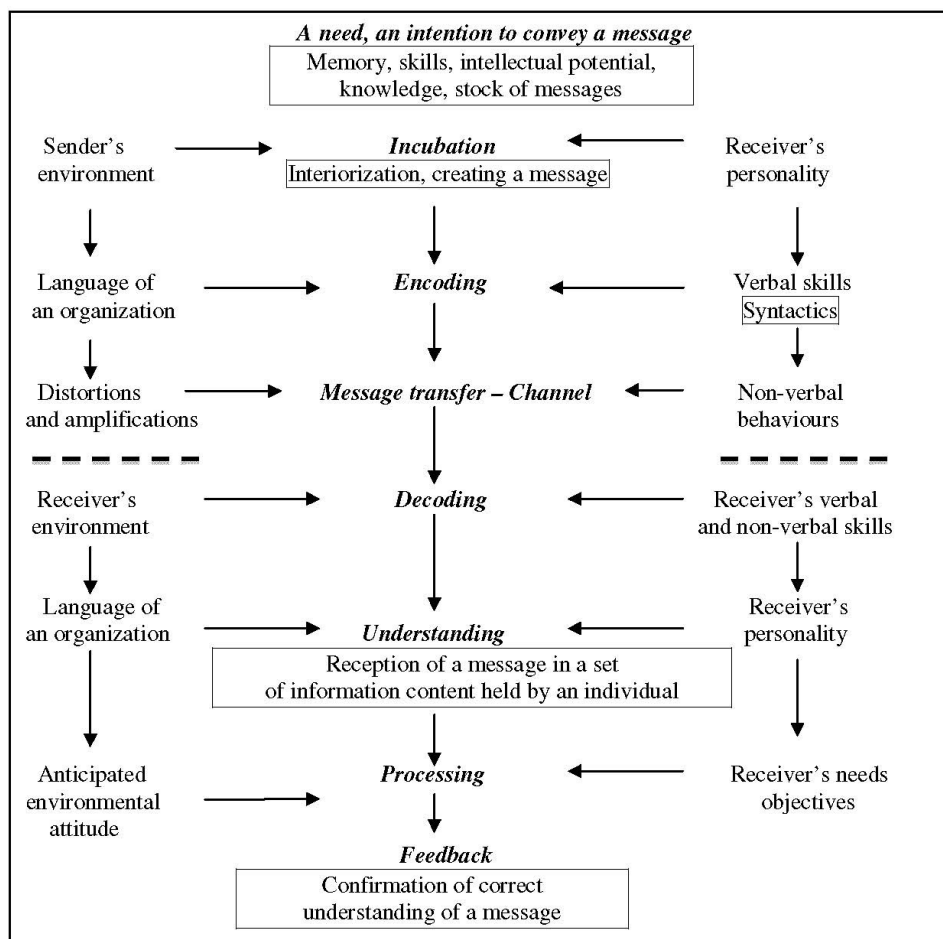 A need, an intention to convey a message
Memory, skills, intellectual potential,
knowledge, stock of messages
Sender's
environment
Incubation
Interiorization, creating a message
Receiver's
personality
Language of
an organization
Encoding
Verbal skills
Syntactics
Distortions
and amplifications
Message transfer – Channel
Non-verbal
behaviours
Receiver's
environment
Decoding
Receiver's verbal
and non-verbal skills
Language of
an organization
Understanding
Reception of a message in a set
of information content held by an individual
Receiver's
personality
Anticipated
environmental
attitude
Processing
Receiver's needs
objectives
Feedback
Confirmation of correct
understanding of a message